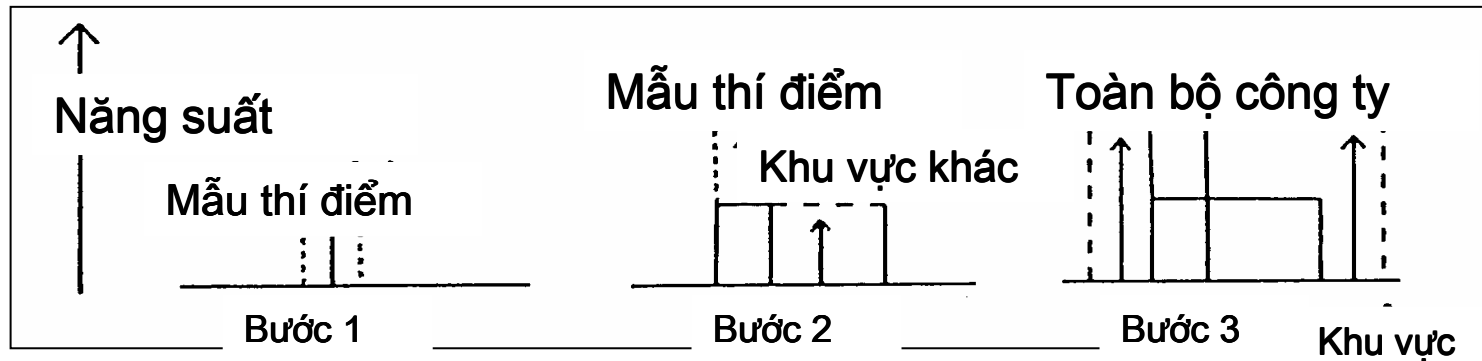 Năng suất
Mẫu thí điểm
Bước 1
Mẫu thí điểm
Khu vực khác
Bước 2
Toàn bộ công ty
Bước 3
Khu vực